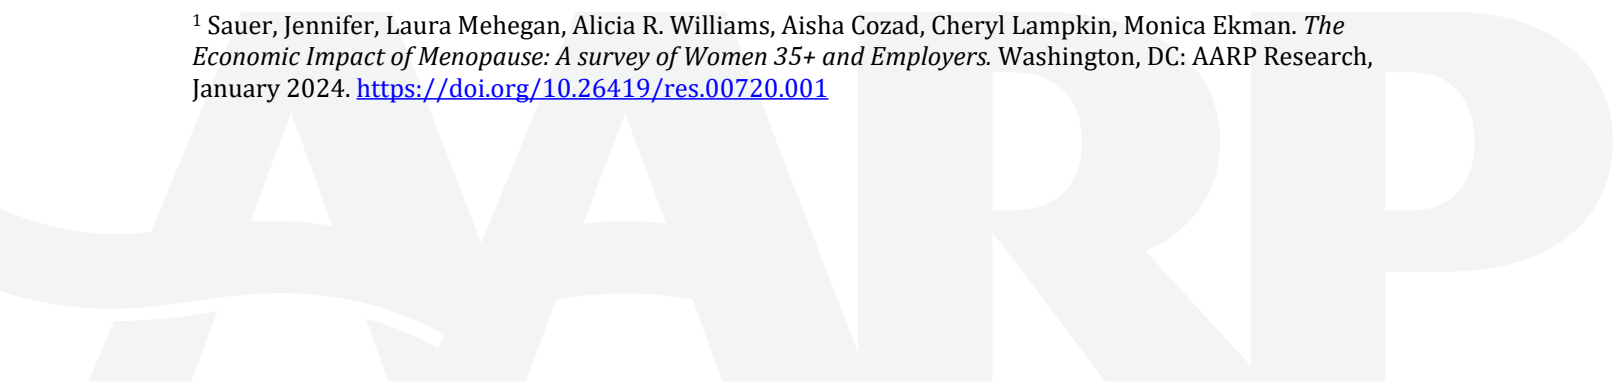 1 Sauer, Jennifer, Laura Mehegan, Alicia R. Williams, Aisha Cozad, Cheryl Lampkin, Monica Ekman. The
Economic Impact of Menopause: A survey of Women 35+ and Employers. Washington, DC: AARP Research,
January 2024. https://doi.org/10.26419/res.00720.001
AARP